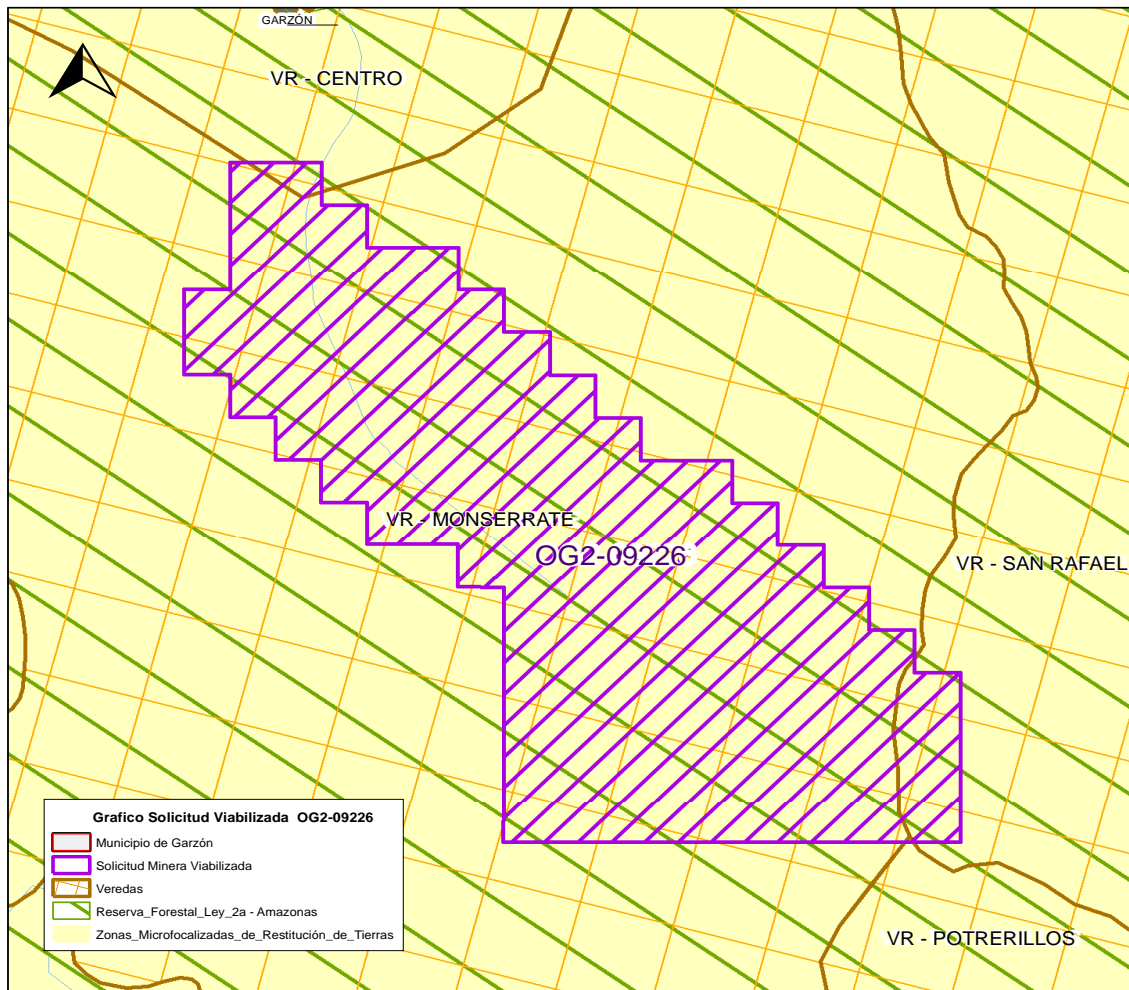 GARZÓN
VR - CENTRO
VR - MONSERRATE
OG2-09226
VR - SAN RAFAEL
VR - POTRERILLOS
Grafico Solicitud Viabilizada OG2-09226
Municipio de Garzón
Solicitud Minera Viabilizada
Veredas
Reserva_Forestal_Ley_2a - Amazonas
Zonas_Microfocalizadas_de_Restitución_de_Tierras